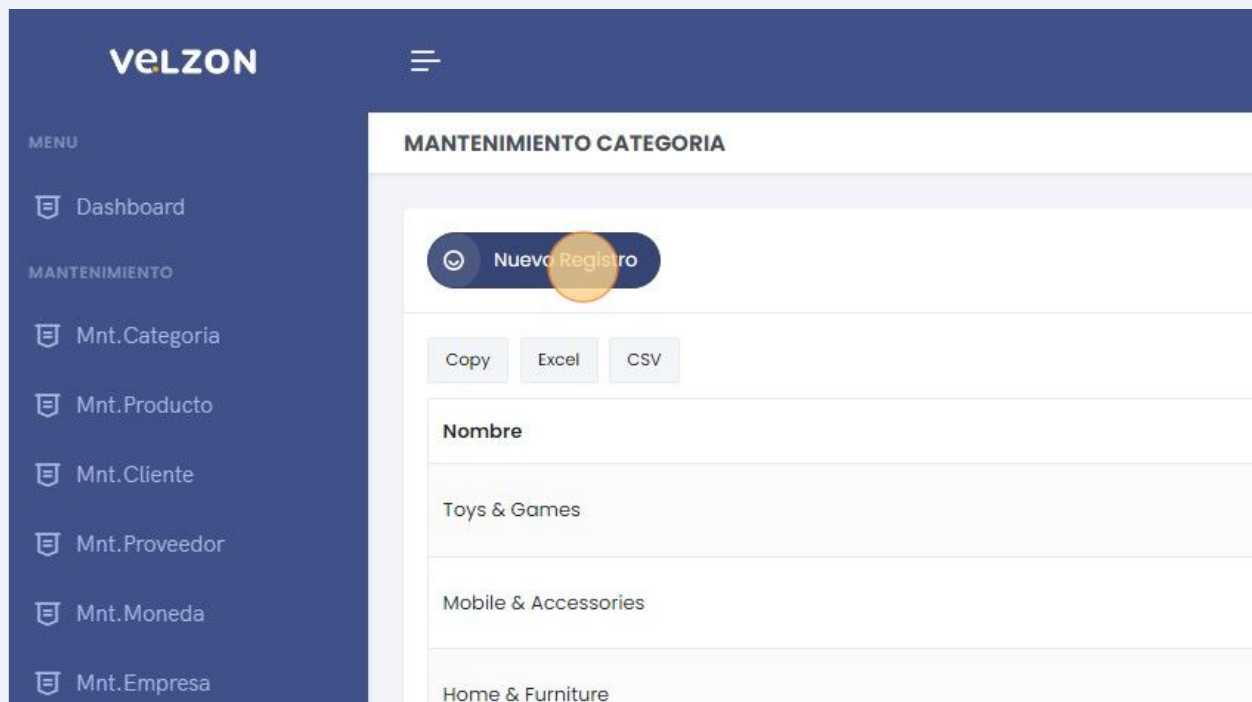 VELZON
MENU
Dashboard
MANTENIMIENTO
Mnt.Categoria
Mnt.Producto
Mnt.Cliente
Mnt.Proveedor
Mnt.Moneda
Mnt.Empresa
MANTENIMIENTO CATEGORIA
Nuevo Registro
Copy Excel CSV
Nombre
Toys & Games
Mobile & Accessories
Home & Furniture